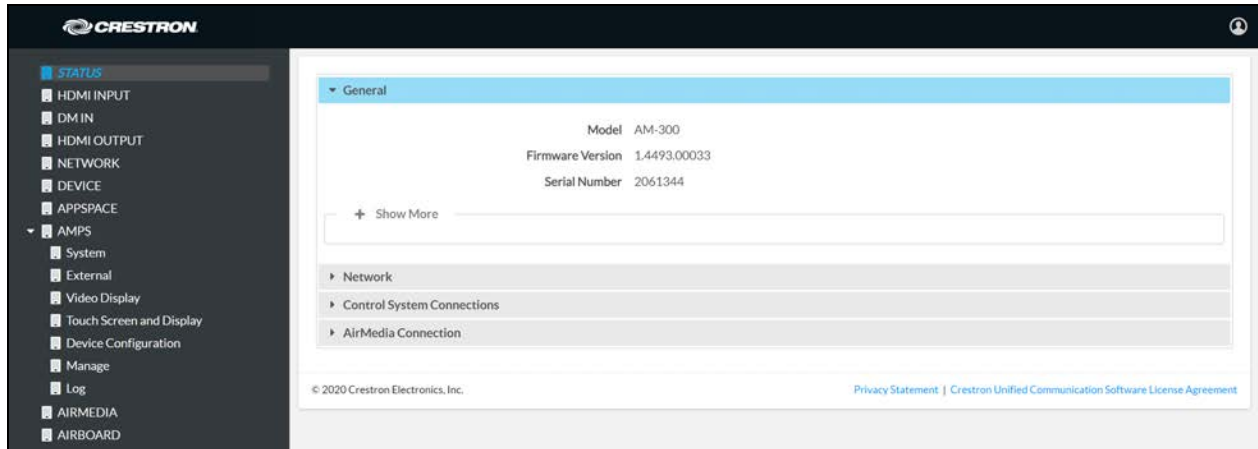 CRESTRON
STATUS
HDMI INPUT
DM IN
HDMI OUTPUT
NETWORK
DEVICE
APPSPACE
AMPS
System
External
Video Display
Touch Screen and Display
Device Configuration
Manage
Log
AIRMEDIA
AIRBOARD
General
Model AM-300
Firmware Version 1.4493.00033
Serial Number 2061344
+ Show More
Network
Control System Connections
AirMedia Connection
© 2020 Crestron Electronics, Inc.
Privacy Statement | Crestron Unified Communication Software License Agreement